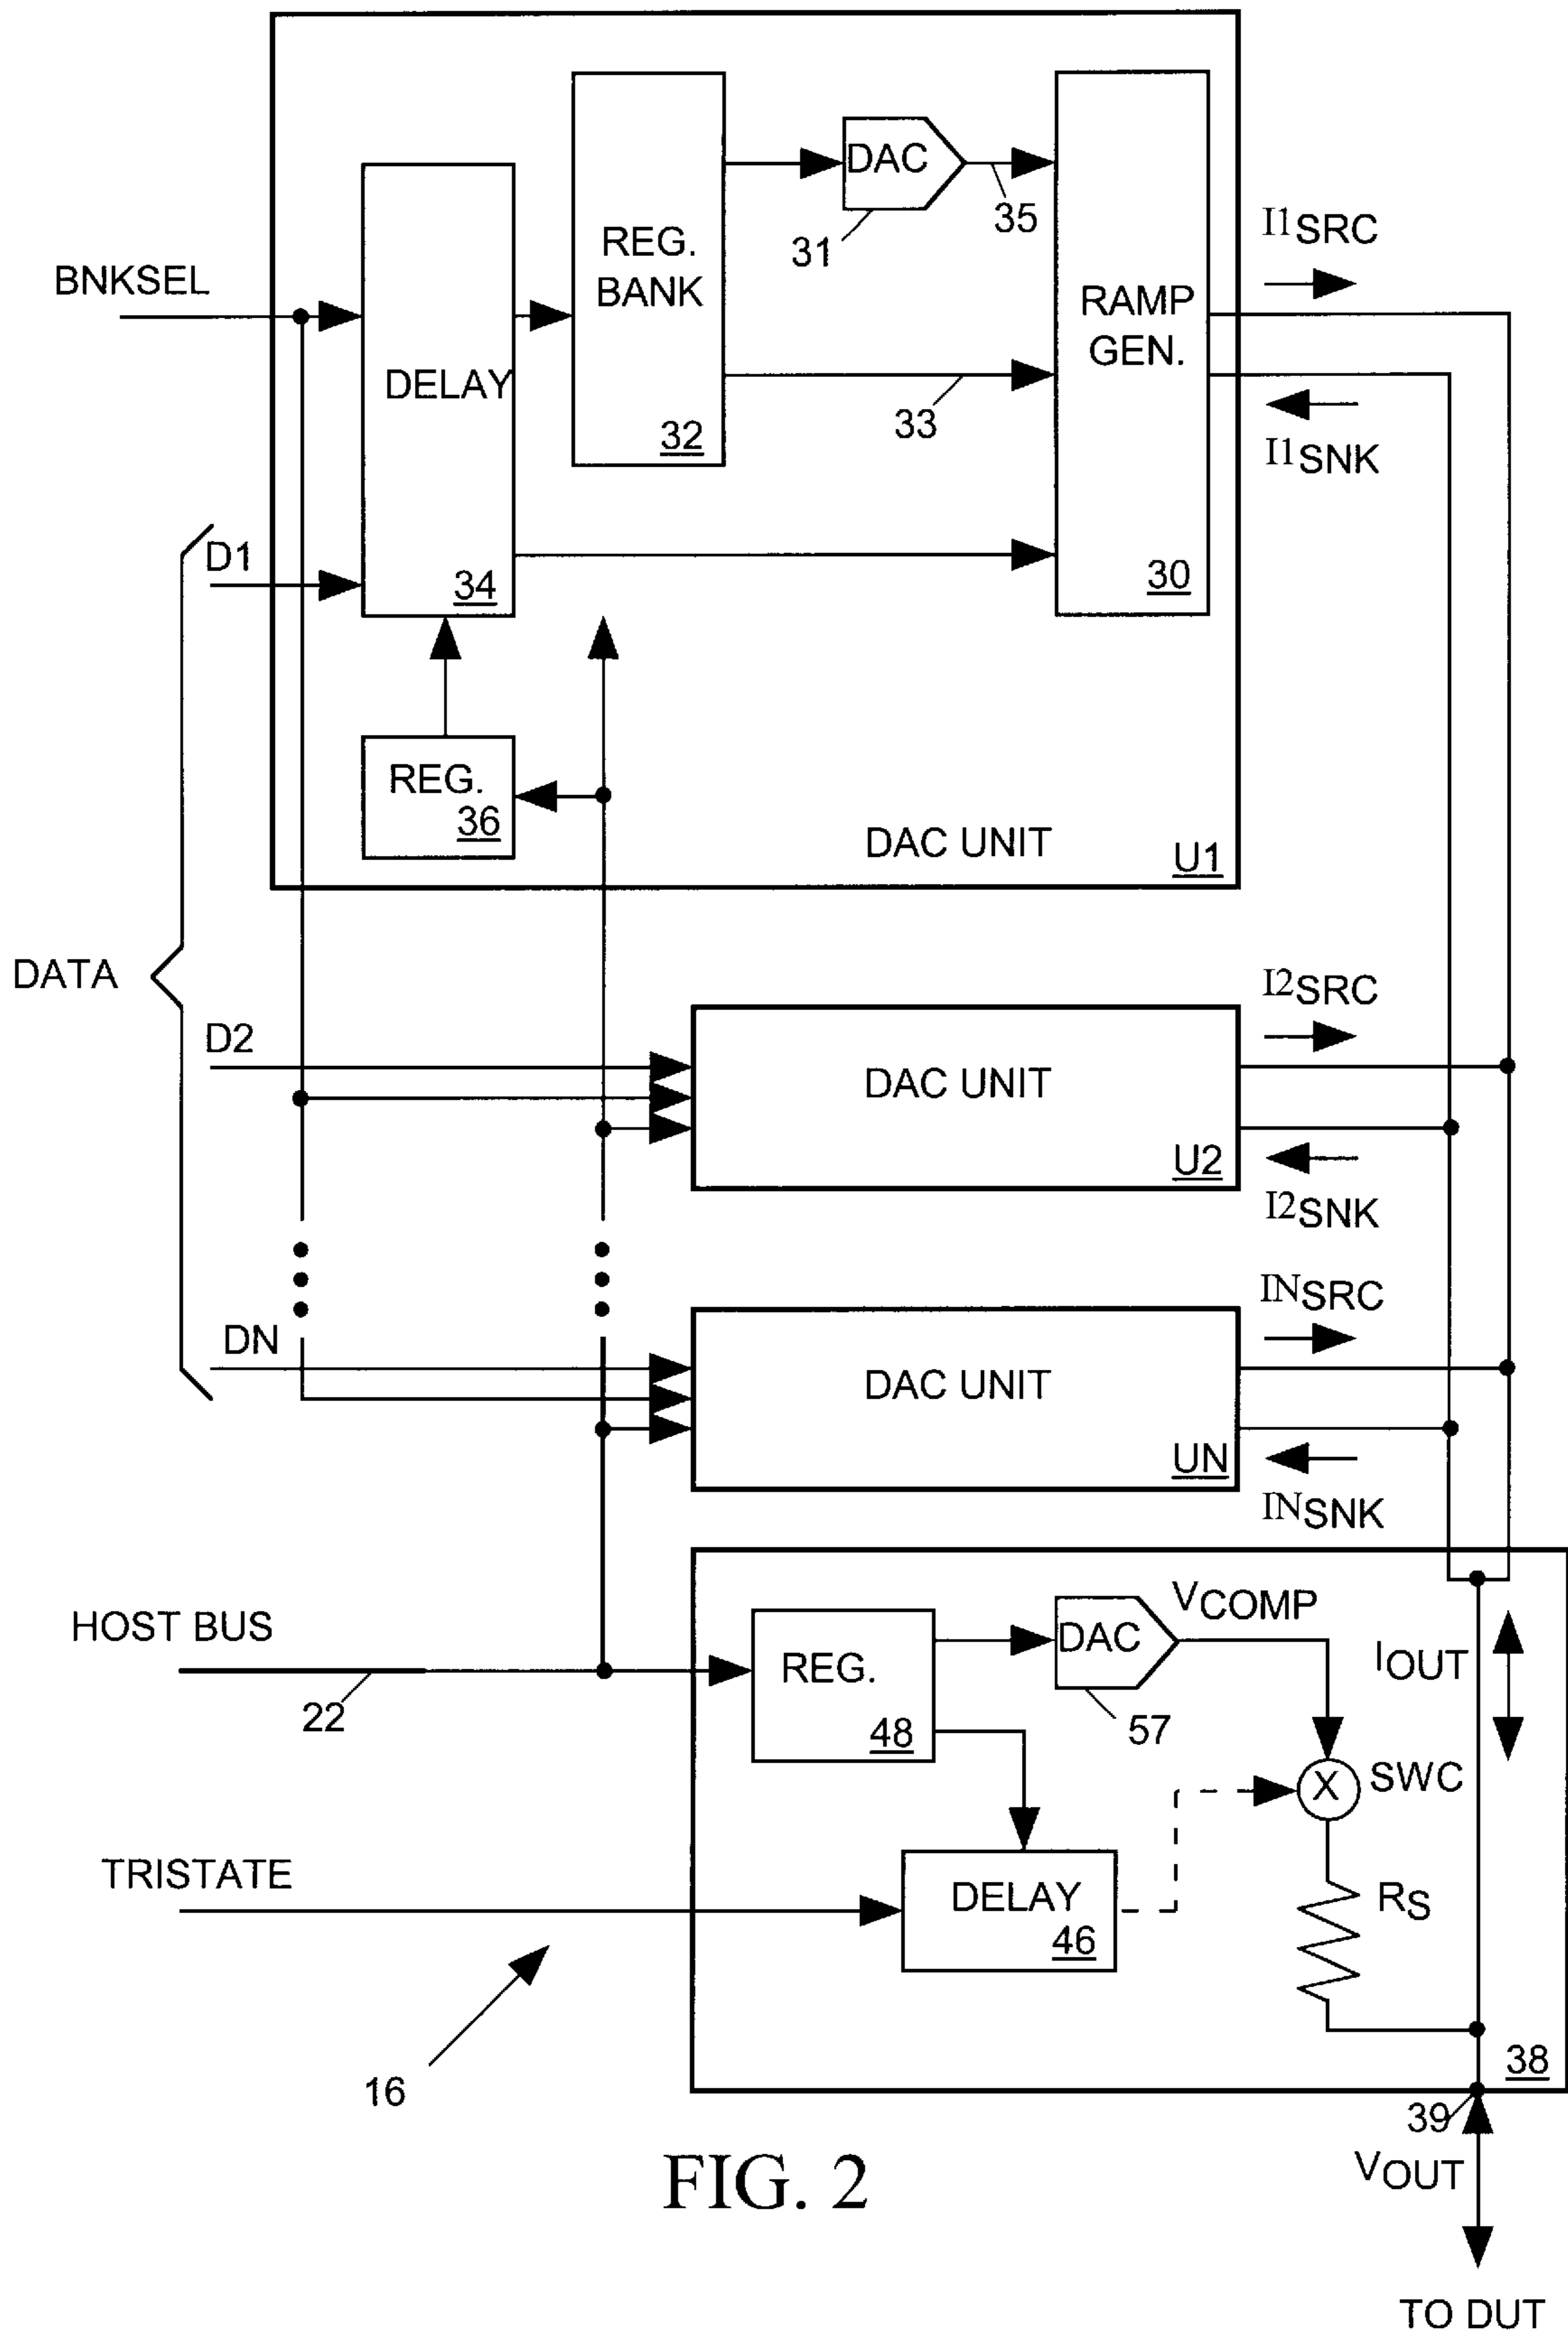 DAC
REG.
BANK
32
31
35
RAMP
GEN.
30
I1SRC
I1SNK
BNKSEL
DELAY
34
33
D1
REG.
36
DAC UNIT
U1
DATA
D2
DAC UNIT
U2
I2SRC
I2SNK
DN
DAC UNIT
UN
INSRC
INSNK
HOST BUS
22
REG.
48
DAC
57
VCOMP
IOUT
X
SWC
TRISTATE
DELAY
46
RS
16
38
39
FIG. 2
VOUT
TO DUT